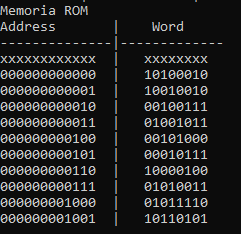 Memoria ROM
Address | Word
--------------|-------------
xxxxxxxxxxxx | xxxxxxxx
000000000000 | 10100010
000000000001 | 10010010
000000000010 | 00100111
000000000011 | 01001011
000000000100 | 00101000
000000000101 | 00010111
000000000110 | 10000100
000000000111 | 01010011
000000001000 | 01011110
000000001001 | 10110101